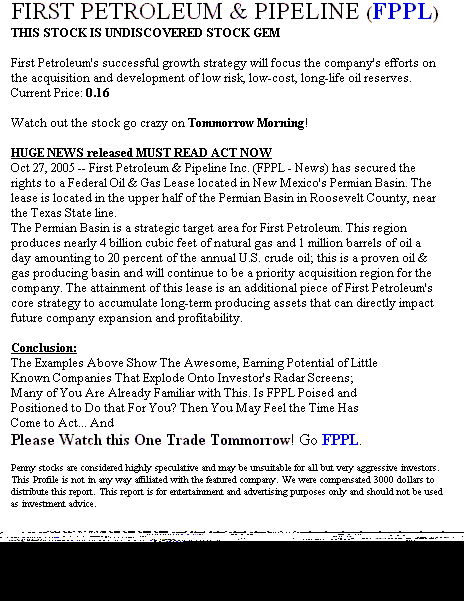 FIRST PETROLEUM & PIPELINE (FPPL)
THIS STOCK IS UNDISCOVERED STOCK GEM
First Petroleum's successful growth strategy will focus the company's efforts on
the acquisition and development of low risk, low-cost, long-life oil reserves.
Current Price: 0.16
Watch out the stock go crazy on Tommorrow Morning!
HUGE NEWS released MUST READ ACT NOW
Oct 27, 2005 -- First Petroleum & Pipeline Inc. (FPPL - News) has secured the
rights to a Federal Oil & Gas Lease located in New Mexico's Permian Basin. The
lease is located in the upper half of the Permian Basin in Roosevelt County, near
the Texas State line.
The Permian Basin is a strategic target area for First Petroleum. This region
produces nearly 4 billion cubic feet of natural gas and 1 million barrels of oil a
day amounting to 20 percent of the annual U.S. crude oil; this is a proven oil &
gas producing basin and will continue to be a priority acquisition region for the
company. The attainment of this lease is an additional piece of First Petroleum's
core strategy to accumulate long-term producing assets that can directly impact
future company expansion and profitability.
Conclusion:
The Examples Above Show The Awesome, Earning Potential of Little
Known Companies That Explode Onto Investor's Radar Screens;
Many of You Are Already Familiar with This. Is FPPL Poised and
Positioned to Do that For You? Then You May Feel the Time Has
Come to Act... And
Please Watch this One Trade Tommorrow! Go FPPL.
Penny stocks are considered highly speculative and may be unsuitable for all but very aggressive investors.
This Profile is not in any way affiliated with the featured company. We were compensated 3000 dollars to
distribute this report. This report is for entertainment and advertising purposes only and should not be used
as investment advice.